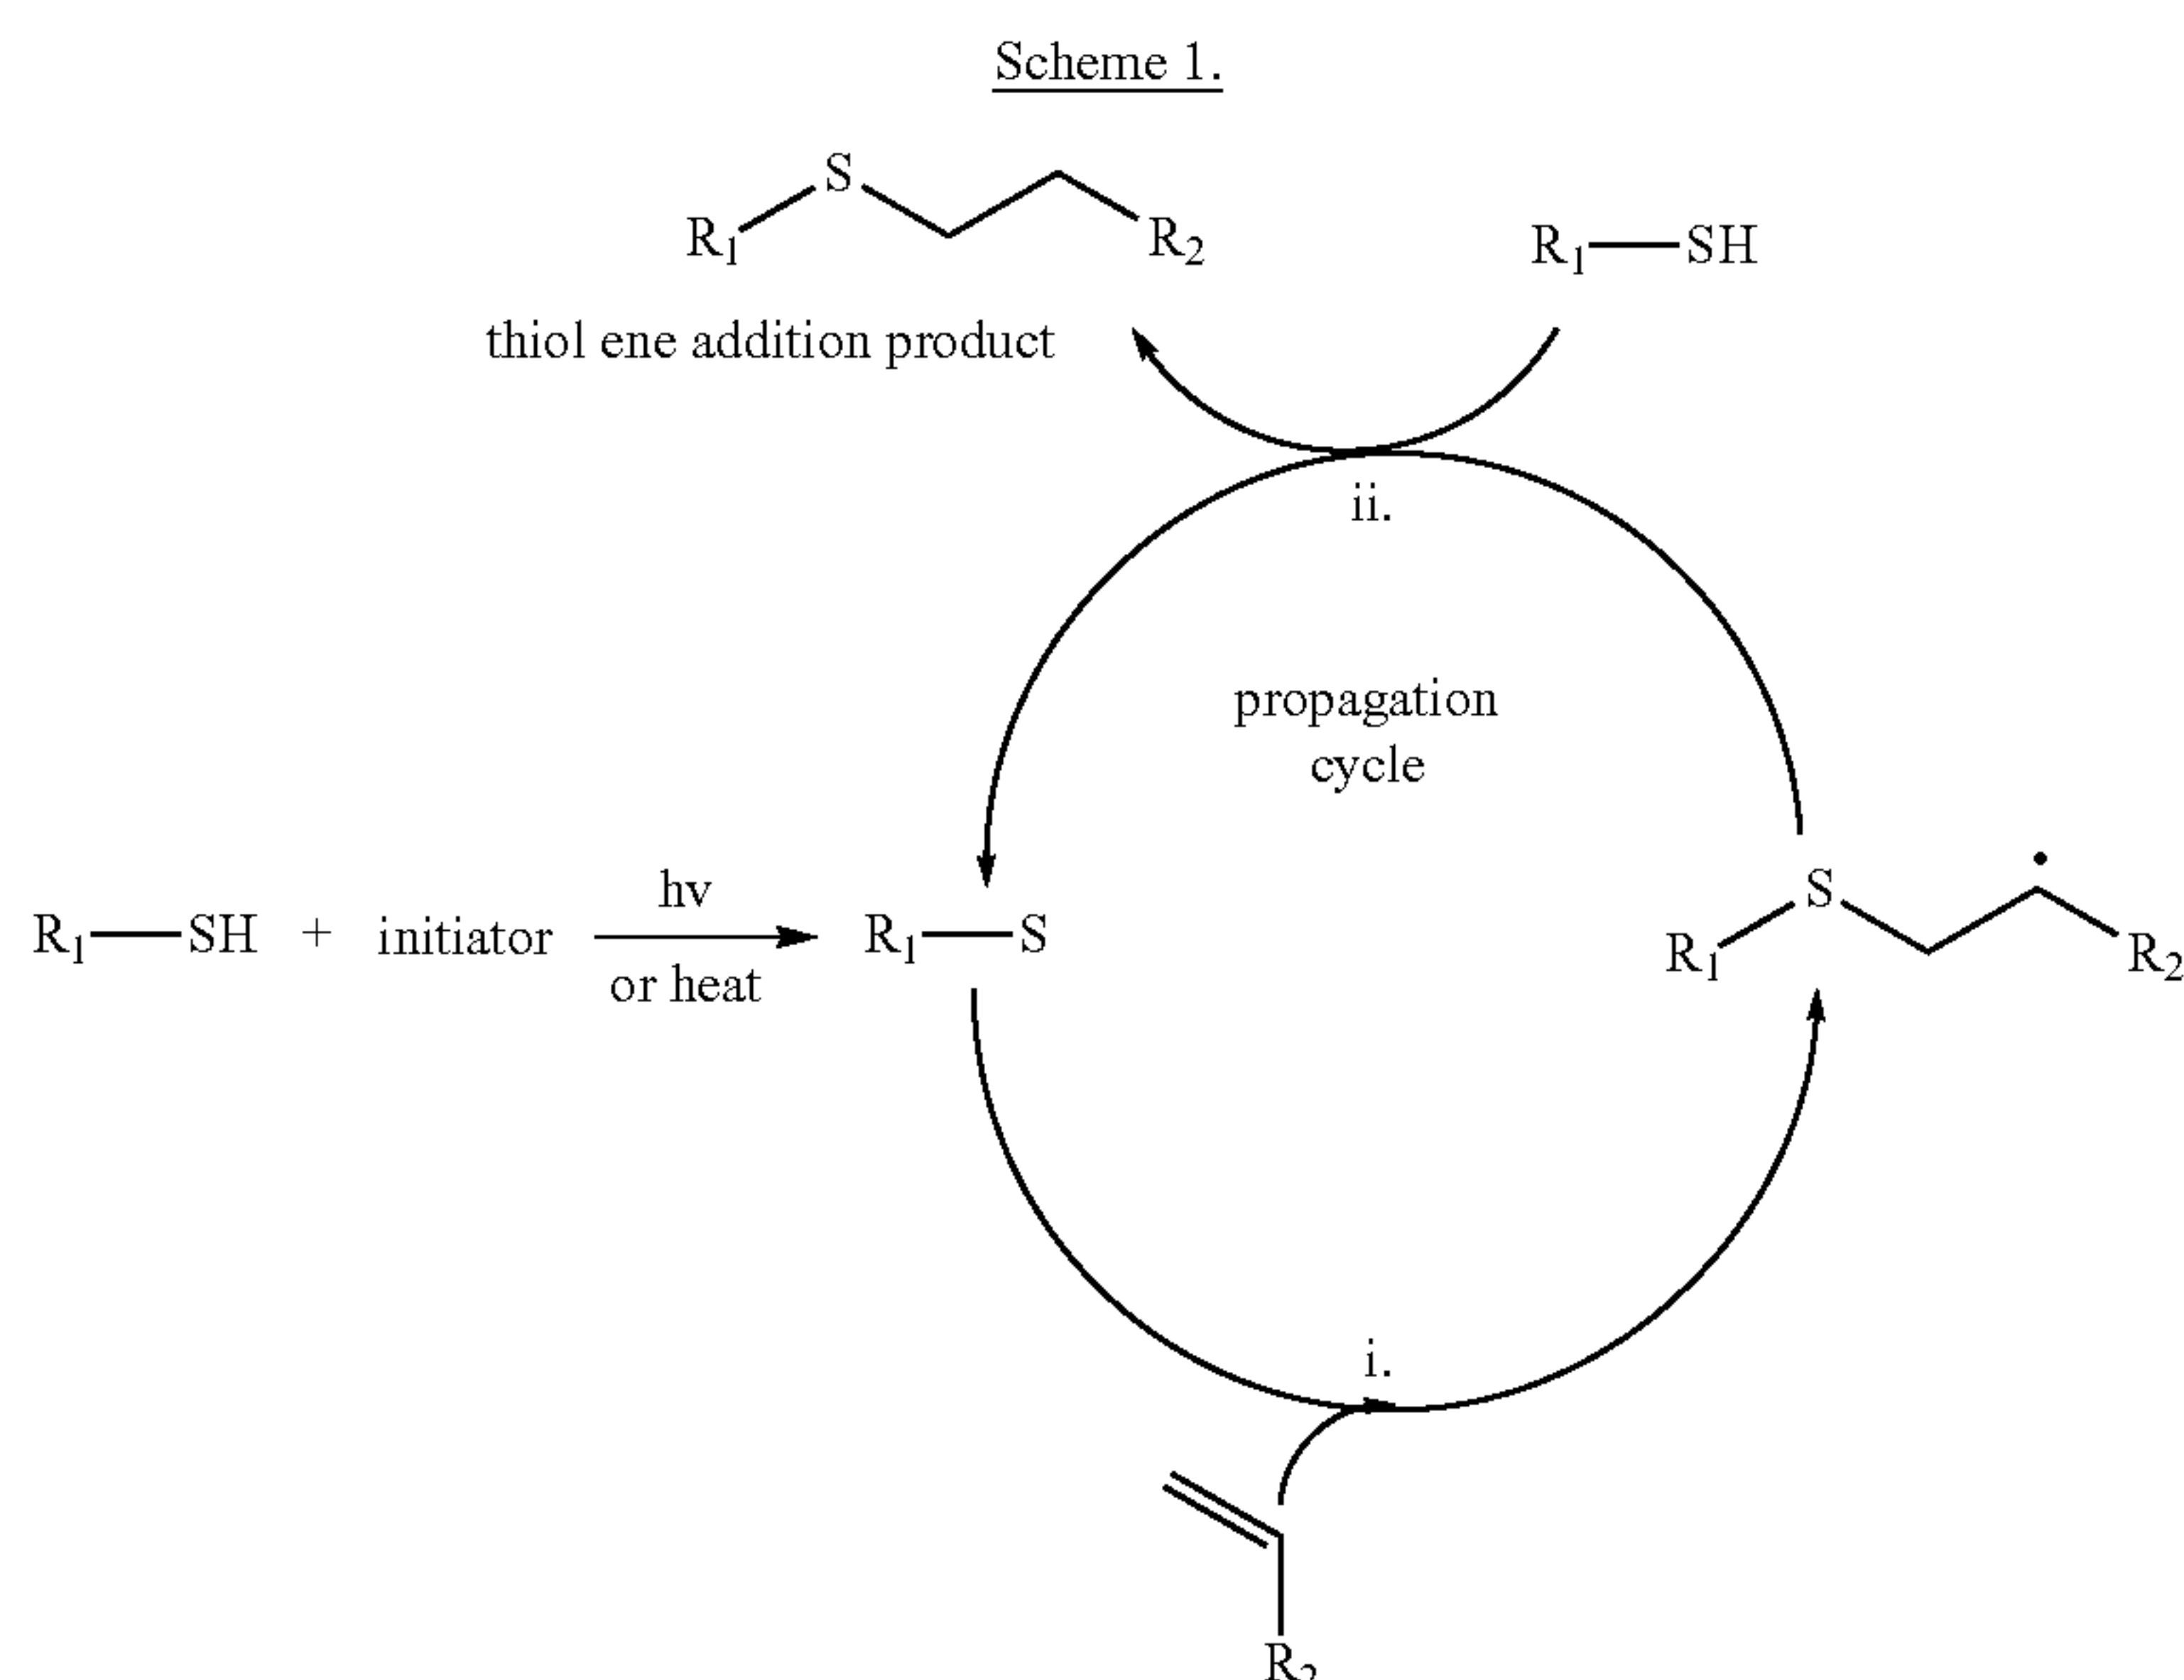 Scheme 1.
S
R₁ R₂
R₁—SH
thiol ene addition product
ii.
propagation
cycle
R₁—SH + initiator
hv
or heat
R₁—S
S
R₁ R₂
i.
R₂